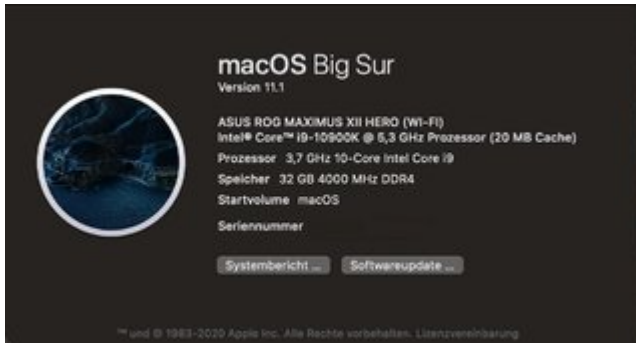 macOS Big Sur
Version 11.1
ASUS ROG MAXIMUS XII HERO (WI-FI)
Intel® Core™ i9-10900K @ 5,3 GHz Prozessor (20 MB Cache)
Prozessor 3,7 GHz 10-Core Intel Core i9
Speicher 32 GB 4000 MHz DDR4
Startvolume macOS
Seriennummer
Systembericht ... Softwareupdate ...
™ und © 1983-2020 Apple Inc. Alle Rechte vorbehalten. Lizenzvereinbarung